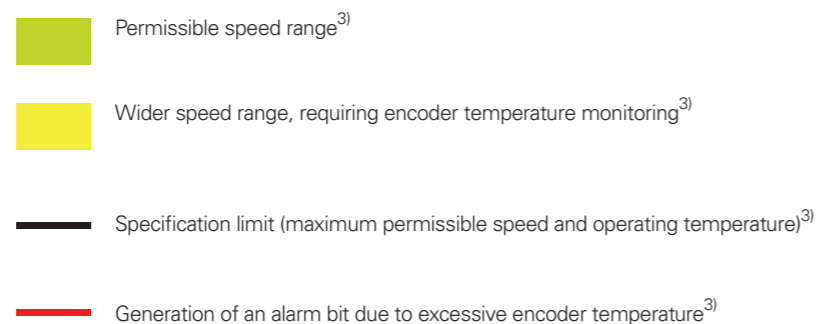 Permissible speed range3)
Wider speed range, requiring encoder temperature monitoring3)
Specification limit (maximum permissible speed and operating temperature)3)
Generation of an alarm bit due to excessive encoder temperature3)